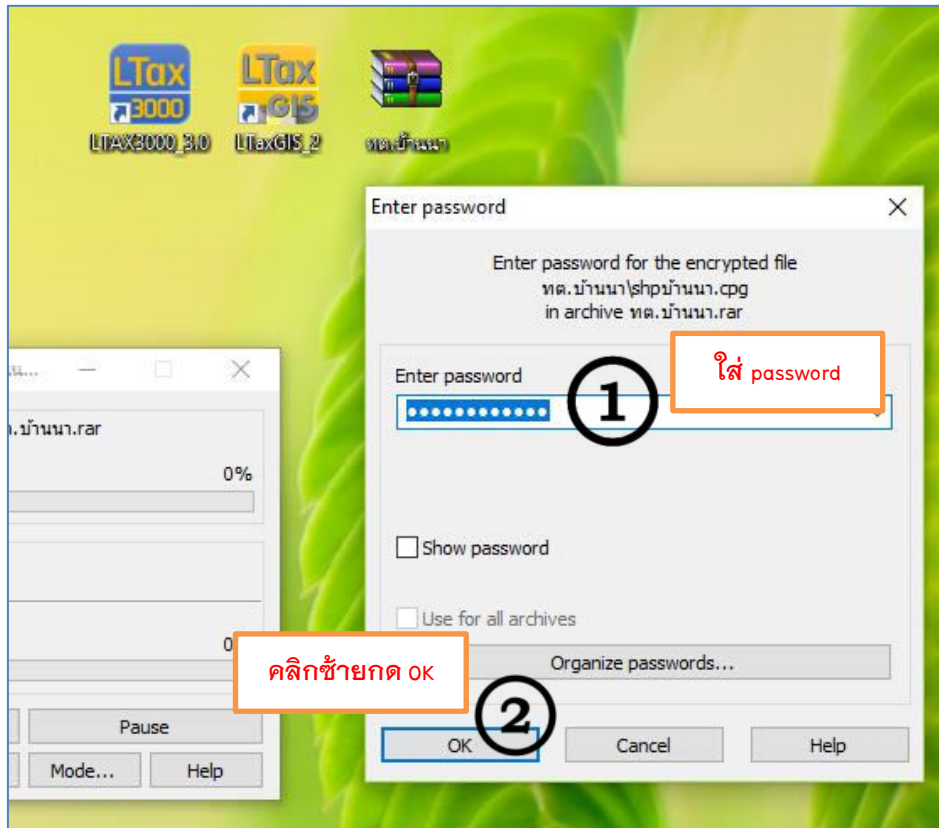 LTax
3000
LTAX3000_3.0
LTax
GIS
LTaxGIS_2
ทต.บ้านนา
Enter password
Enter password for the encrypted file
ทต.บ้านนา\shpบ้านนา.cpg
in archive ทต.บ้านนา.rar
ใส่ password
Enter password
1
.บ้านนา.rar
0%
Show password
Use for all archives
คลิกซ้ายกด OK
Organize passwords...
2
Pause
OK
Cancel
Help
Mode...
Help